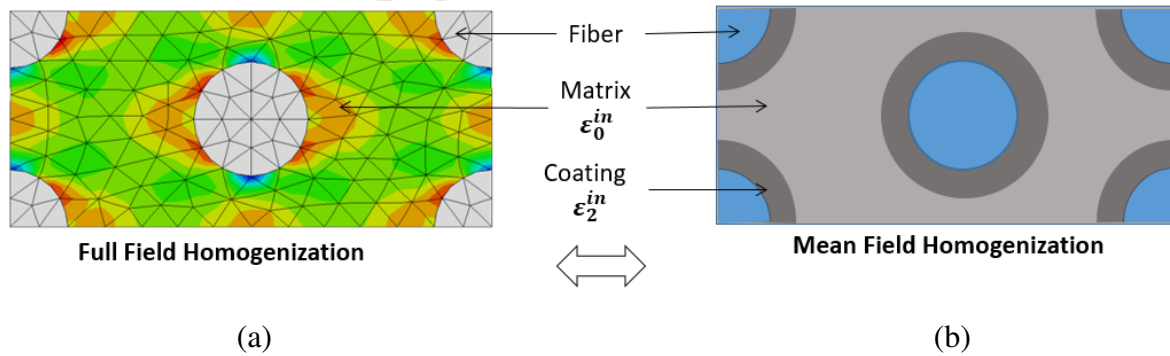 Fiber
Matrix
ε₀ⁱⁿ
Coating
ε₂ⁱⁿ
Full Field Homogenization
Mean Field Homogenization
(a)
(b)